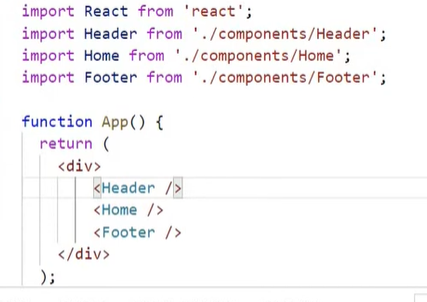 import React from 'react';
import Header from './components/Header';
import Home from './components/Home';
import Footer from './components/Footer';
function App() {
return (
<div>
<Header />
<Home />
<Footer />
</div>
);